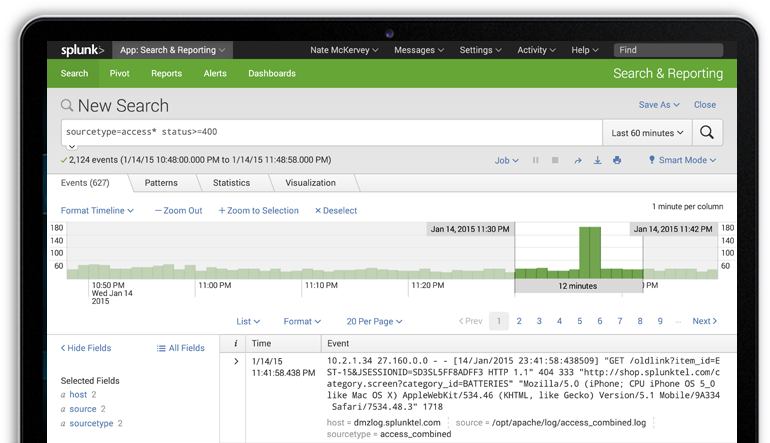 splunk> App: Search & Reporting Nate McKervey Messages Settings Activity Help Find
Search Pivot Reports Alerts Dashboards Search & Reporting
New Search Save As Close
sourcetype=access* status>=400 Last 60 minutes
2,124 events (1/14/15 10:48:00.000 PM to 1/14/15 11:48:58.000 PM) Job Smart Mode
Events (627) Patterns Statistics Visualization
Format Timeline — Zoom Out + Zoom to Selection × Deselect 1 minute per column
180 Jan 14, 2015 11:30 PM Jan 14, 2015 11:42 PM 180
140 140
100 100
60 60
10:50 PM 11:00 PM 11:10 PM 11:20 PM 12 minutes PM
Wed Jan 14
2015
List Format 20 Per Page < Prev 1 2 3 4 5 6 7 8 9 ... Next >
< Hide Fields All Fields i Time Event
Selected Fields
a host 2
a source 2
a sourcetype 2
> 1/14/15
11:41:58.438 PM
10.2.1.34 27.160.0.0 - - [14/Jan/2015 23:41:58:438509] "GET /oldlink?item_id=E
ST-15&JSESSIONID=SD3SL5FF8ADFF3 HTTP 1.1" 404 333 "http://shop.splunktel.com/c
ategory.screen?category_id=BATTERIES" "Mozilla/5.0 (iPhone; CPU iPhone OS 5_0
like Mac OS X) AppleWebKit/534.46 (KHTML, like Gecko) Version/5.1 Mobile/9A334
Safari/7534.48.3" 1718
host = dmzlog.splunktel.com source = /opt/apache/log/access_combined.log
sourcetype = access_combined